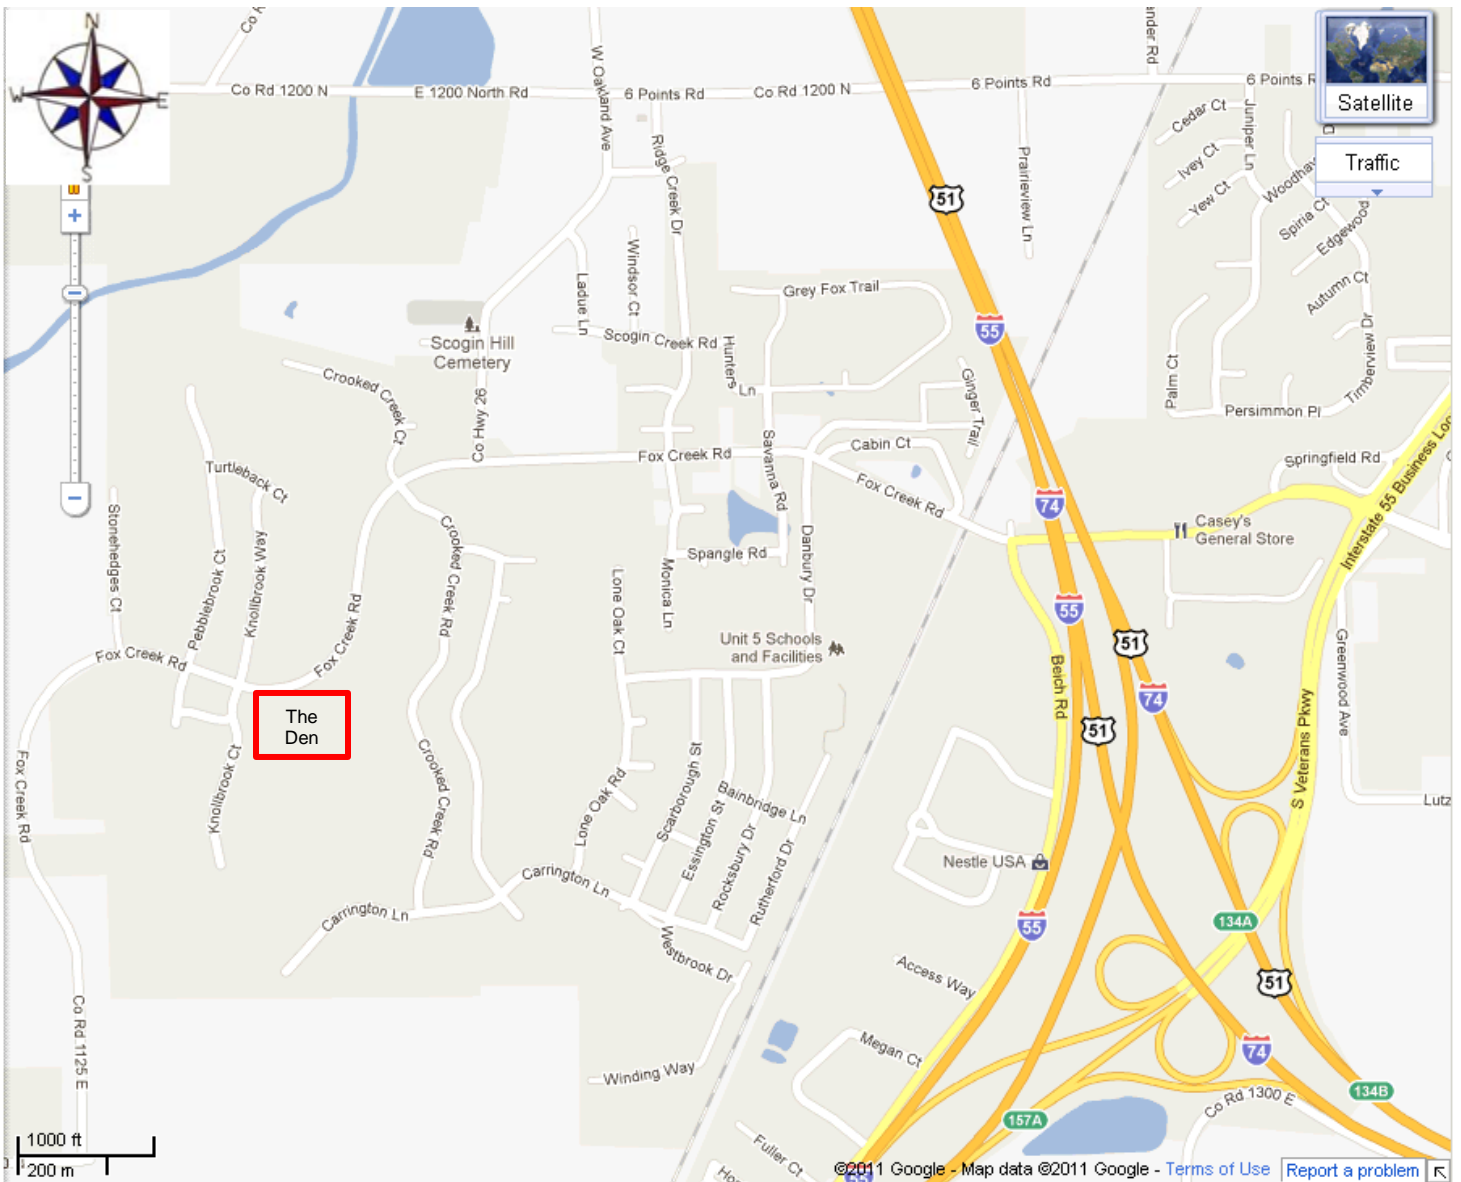 N
W
E
S
Co Rd 1200 N
E 1200 North Rd
W Oakland Ave
6 Points Rd
Co Rd 1200 N
6 Points Rd
6 Points R
Satellite
Traffic
Ridge Creek Dr
Prairieview Ln
51
Cedar Ct
Juniper Ln
Ivey Ct
Yew Ct
Spiria Ct
Edgewood
Autumn Ct
Timberview Dr
Palm Ct
Persimmon Pl
Windsor Ct
Ladue Ln
Grey Fox Trail
55
Scogin Hill
Cemetery
Scogin Creek Rd
Hunters
Ln
Ginger Trail
Crooked Creek Ct
Co Hwy 26
Fox Creek Rd
Savanna Rd
Cabin Ct
Fox Creek Rd
Springfield Rd
Interstate 55 Business Loo
Turtleback Ct
74
Casey's
General Store
Stonehedges Ct
Pebblebrook Ct
Knollbrook Way
Crooked Creek Rd
Spangle Rd
Danbury Dr
Monica Ln
Lone Oak Ct
Fox Creek Rd
55
Unit 5 Schools
and Facilities
51
Greenwood Ave
Fox Creek Rd
Beich Rd
74
S Veterans Pkwy
The
Den
51
Fox Creek Rd
Knollbrook Ct
Crooked Creek Rd
Scarborough St
Lone Oak Rd
Bainbridge Ln
Essington St
Rocksbury Dr
Rutherford Dr
Lutz
Nestle USA
Carrington Ln
Carrington Ln
55
134A
Westbrook Dr
Access Way
51
Co Rd 1125 E
Megan Ct
74
Winding Way
134B
Co Rd 1300 E
157A
1000 ft
200 m
Fuller Ct
55
©2011 Google - Map data ©2011 Google - Terms of Use
Report a problem